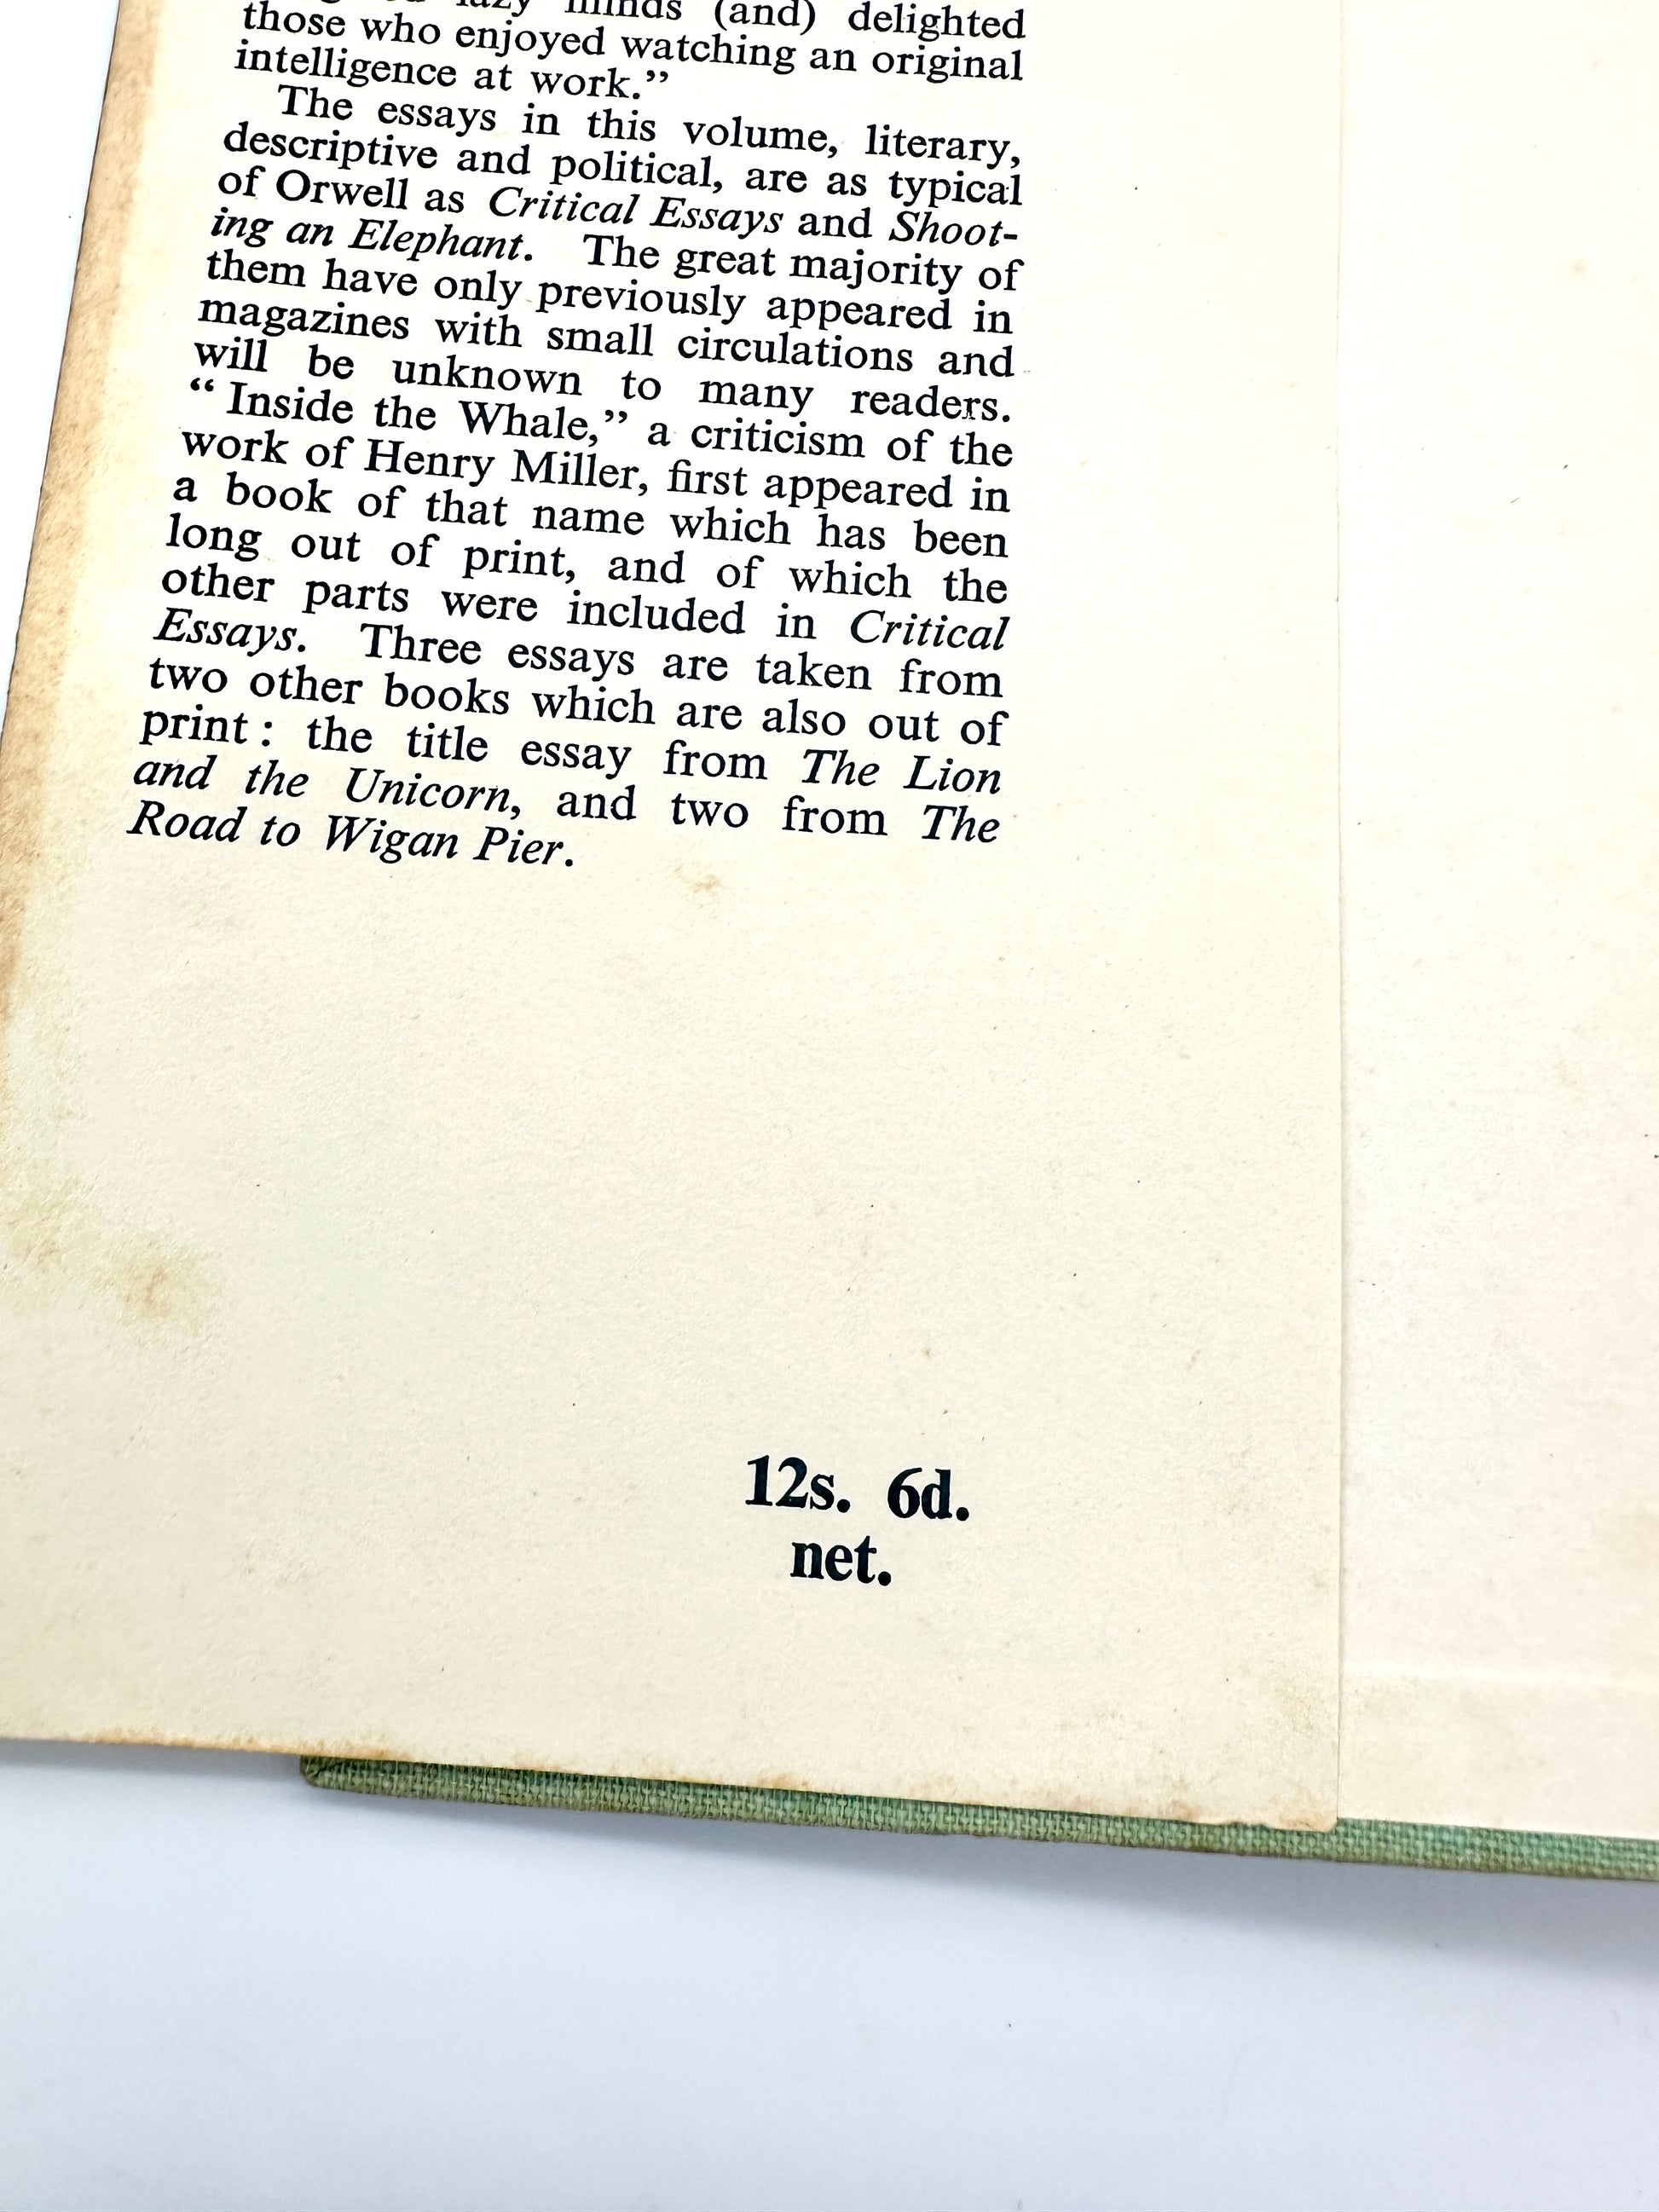 lazy minds (and) delighted
those who enjoyed watching an original
intelligence at work.”
The essays in this volume, literary,
descriptive and political, are as typical
of Orwell as Critical Essays and Shoot-
ing an Elephant. The great majority of
them have only previously appeared in
magazines with small circulations and
will be unknown to many readers.
“Inside the Whale,” a criticism of the
work of Henry Miller, first appeared in
a book of that name which has been
long out of print, and of which the
other parts were included in Critical
Essays. Three essays are taken from
two other books which are also out of
print: the title essay from The Lion
and the Unicorn, and two from The
Road to Wigan Pier.
12s. 6d.
net.